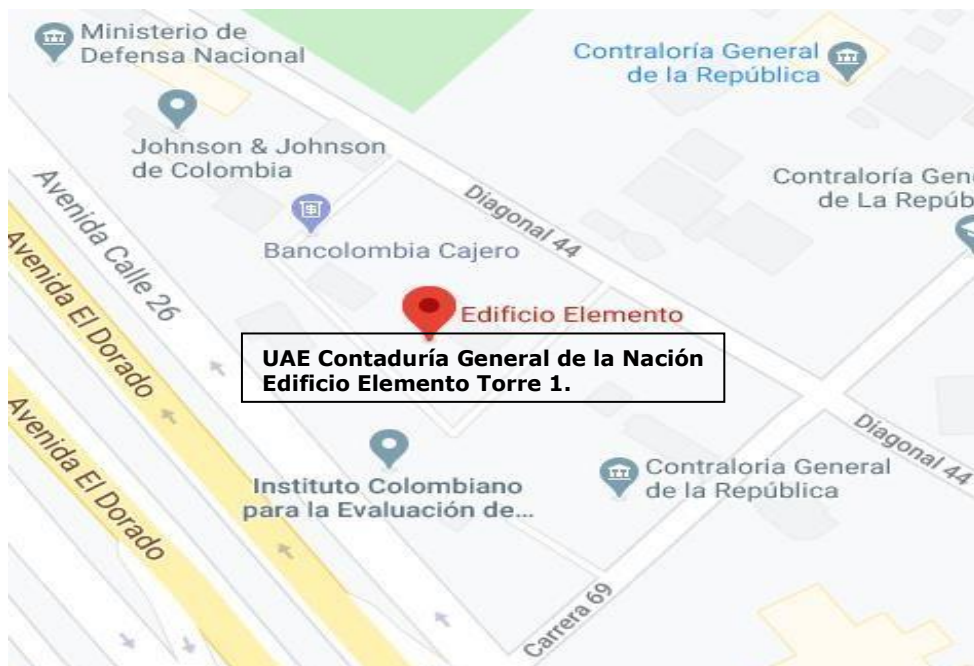 Ministerio de
Defensa Nacional
Contraloría General
de la República
Johnson & Johnson
de Colombia
Contraloría Gen
de La Repúb
Avenida Calle 26
Diagonal 44
Bancolombia Cajero
Avenida El Dorado
Edificio Elemento
UAE Contaduría General de la Nación
Edificio Elemento Torre 1.
Avenida El Dorado
Diagonal 44
Instituto Colombiano
para la Evaluación de...
Contraloria General
de la República
Carrera 69